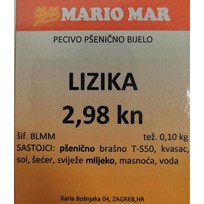 MARIO MAR
PECIVO PŠENIČNO BIJELO
LIZIKA
2,98 kn
šif. BLMM tež. 0,10 kg
SASTOJCI: pšenično brašno T-550, kvasac,
sol, šećer, svježe mlijeko, masnoća, voda
Karla Bošnjaka 04, ZAGREB,HR